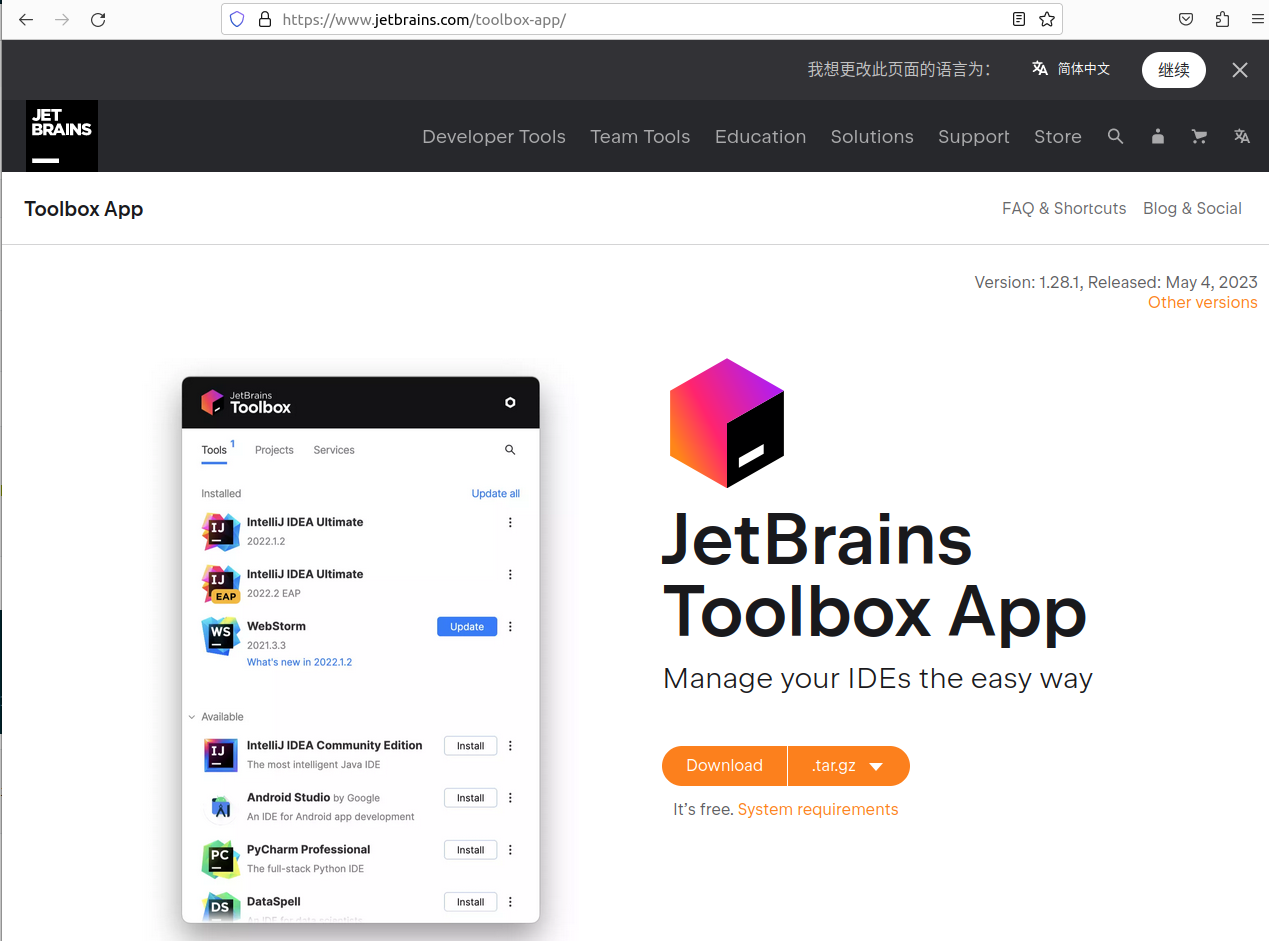 https://www.jetbrains.com/toolbox-app/
我想更改此页面的语言为： 简体中文 继续
JET
BRAINS
Developer Tools Team Tools Education Solutions Support Store
Toolbox App FAQ & Shortcuts Blog & Social
Version: 1.28.1, Released: May 4, 2023
Other versions
JetBrains
Toolbox
Tools 1 Projects Services
Installed Update all
IJ
IntelliJ IDEA Ultimate
2022.1.2
IJ
EAP
IntelliJ IDEA Ultimate
2022.2 EAP
WS
WebStorm Update
2021.3.3
What's new in 2022.1.2
Available
IJ
IntelliJ IDEA Community Edition Install
The most intelligent Java IDE
Android Studio by Google Install
An IDE for Android app development
PC
PyCharm Professional Install
The full-stack Python IDE
DS
DataSpell Install
An IDE for data scientists
JetBrains
Toolbox App
Manage your IDEs the easy way
Download .tar.gz
It's free. System requirements